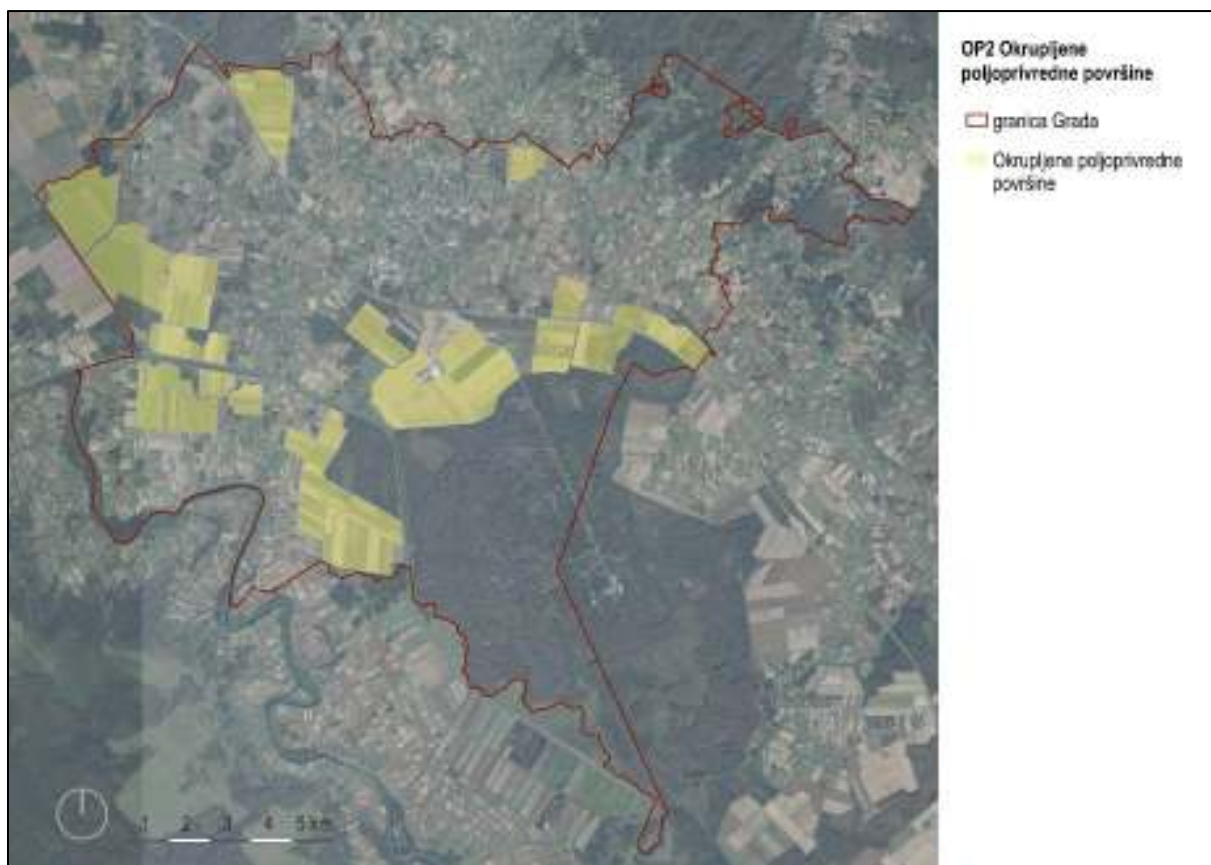 OP2 Okrupljene
poljoprivredne površine
granica Grada
Okrupljene poljoprivredne
površine
1 2 3 4 5 km